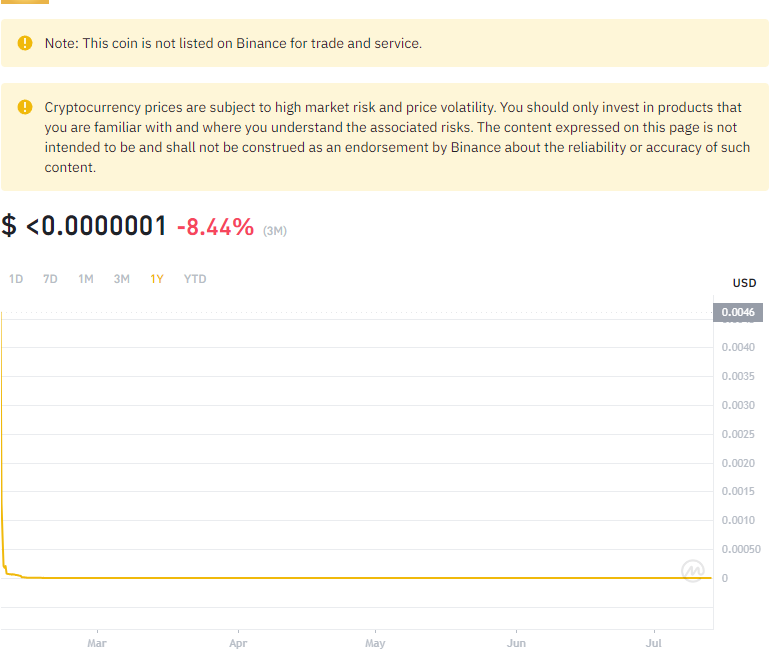 Note: This coin is not listed on Binance for trade and service.
Cryptocurrency prices are subject to high market risk and price volatility. You should only invest in products that
you are familiar with and where you understand the associated risks. The content expressed on this page is not
intended to be and shall not be construed as an endorsement by Binance about the reliability or accuracy of such
content.
$ <0.0000001 -8.44% (3M)
1D 7D 1M 3M 1Y YTD
USD
0.0046
0.0040
0.0035
0.0030
0.0025
0.0020
0.0015
0.0010
0.00050
0
Mar Apr May Jun Jul